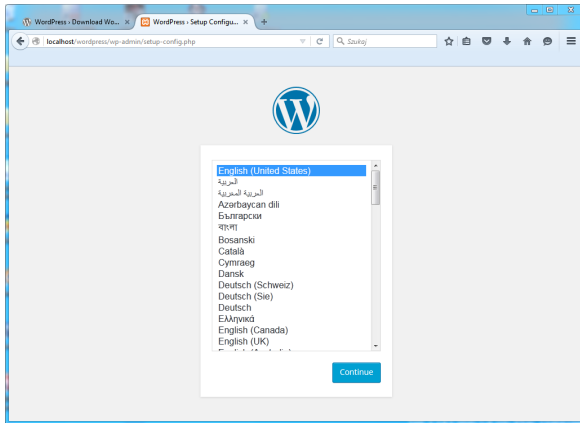 WordPress › Download Wo...
WordPress › Setup Configu...
localhost/wordpress/wp-admin/setup-config.php
Szukaj
English (United States)
العربية
العربية المغربية
Azərbaycan dili
Български
বাংলা
Bosanski
Català
Cymraeg
Dansk
Deutsch (Schweiz)
Deutsch (Sie)
Deutsch
Ελληνικά
English (Canada)
English (UK)
Continue